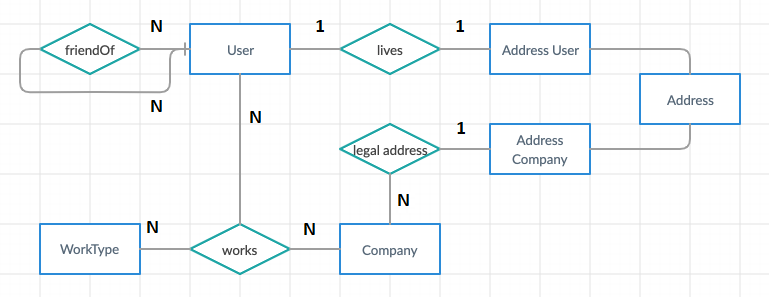 N 1 1
friendOf User lives Address User
N
N
1
Address
legal address Address
Company
N
N N
WorkType works Company